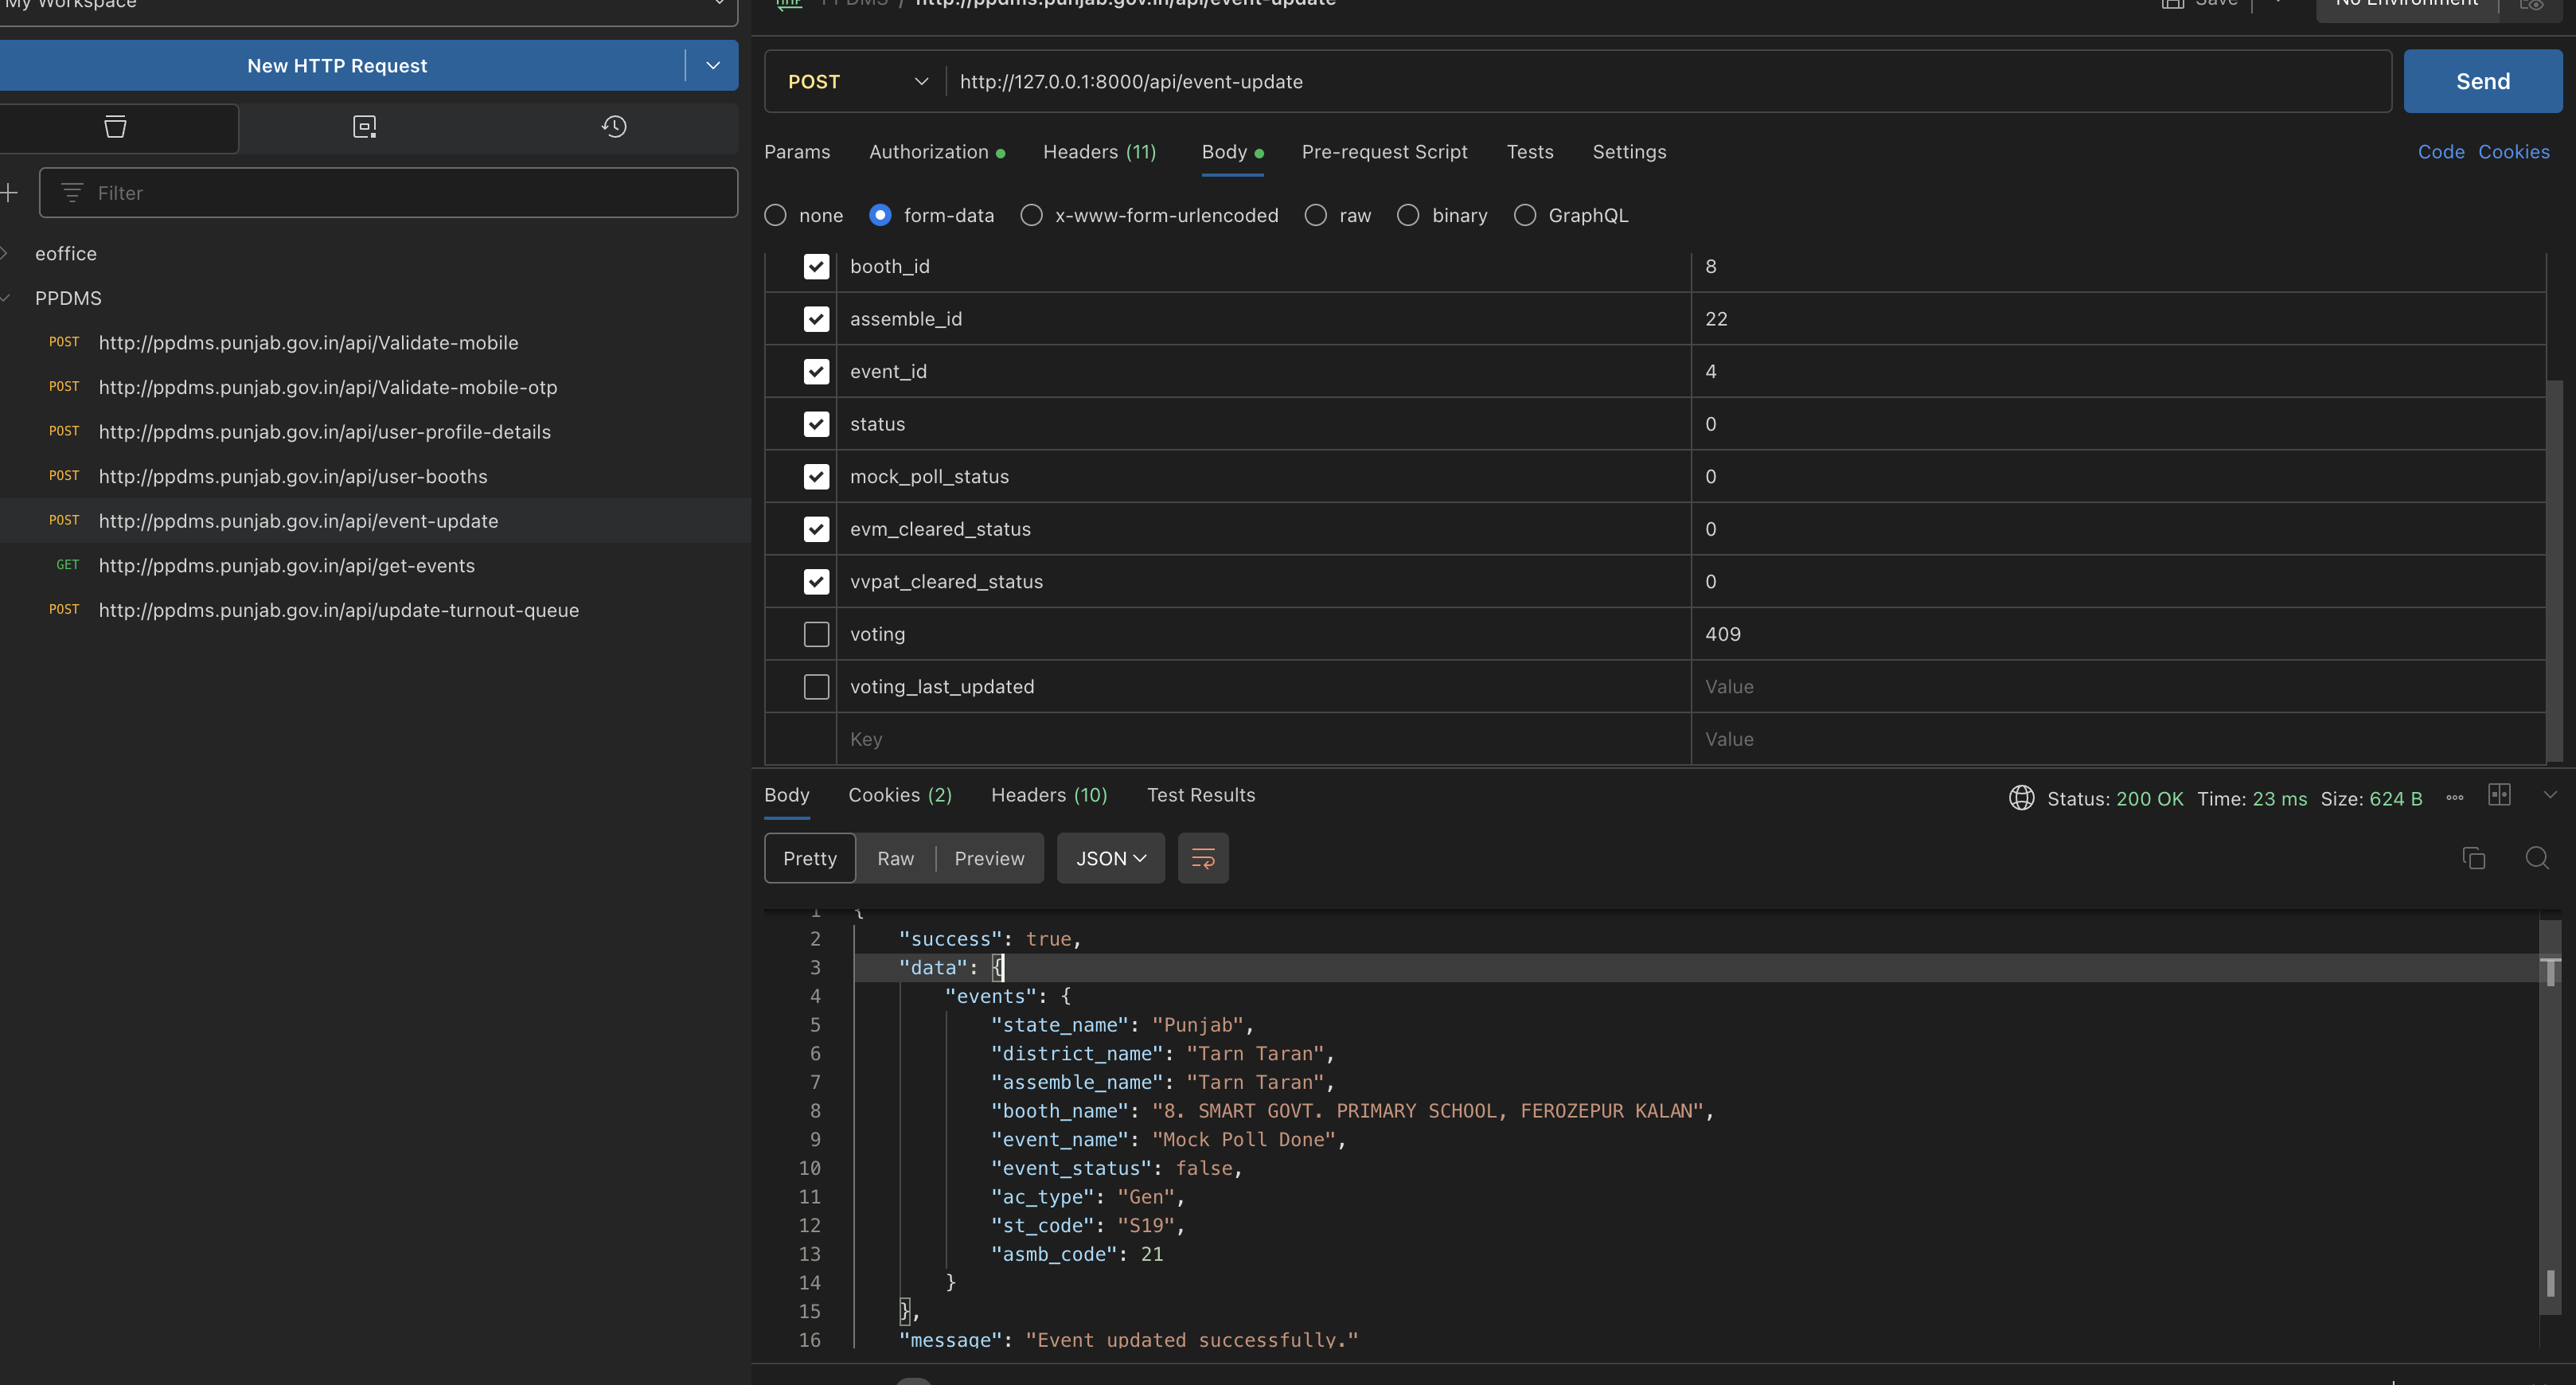 My Workspace
New HTTP Request
Filter
eoffice
PPDMS
POST http://ppdms.punjab.gov.in/api/Validate-mobile
POST http://ppdms.punjab.gov.in/api/Validate-mobile-otp
POST http://ppdms.punjab.gov.in/api/user-profile-details
POST http://ppdms.punjab.gov.in/api/user-booths
POST http://ppdms.punjab.gov.in/api/event-update
GET http://ppdms.punjab.gov.in/api/get-events
POST http://ppdms.punjab.gov.in/api/update-turnout-queue
HTTP PPDMS / http://ppdms.punjab.gov.in/api/event-update Save No Environment
POST http://127.0.0.1:8000/api/event-update Send
Params Authorization Headers (11) Body Pre-request Script Tests Settings Code Cookies
none form-data x-www-form-urlencoded raw binary GraphQL
booth_id 8
assemble_id 22
event_id 4
status 0
mock_poll_status 0
evm_cleared_status 0
vvpat_cleared_status 0
voting 409
voting_last_updated Value
Key Value
Body Cookies (2) Headers (10) Test Results Status: 200 OK Time: 23 ms Size: 624 B
Pretty Raw Preview JSON
1 {
2 "success": true,
3 "data": {
4 "events": {
5 "state_name": "Punjab",
6 "district_name": "Tarn Taran",
7 "assemble_name": "Tarn Taran",
8 "booth_name": "8. SMART GOVT. PRIMARY SCHOOL, FEROZEPUR KALAN",
9 "event_name": "Mock Poll Done",
10 "event_status": false,
11 "ac_type": "Gen",
12 "st_code": "S19",
13 "asmb_code": 21
14 }
15 },
16 "message": "Event updated successfully."